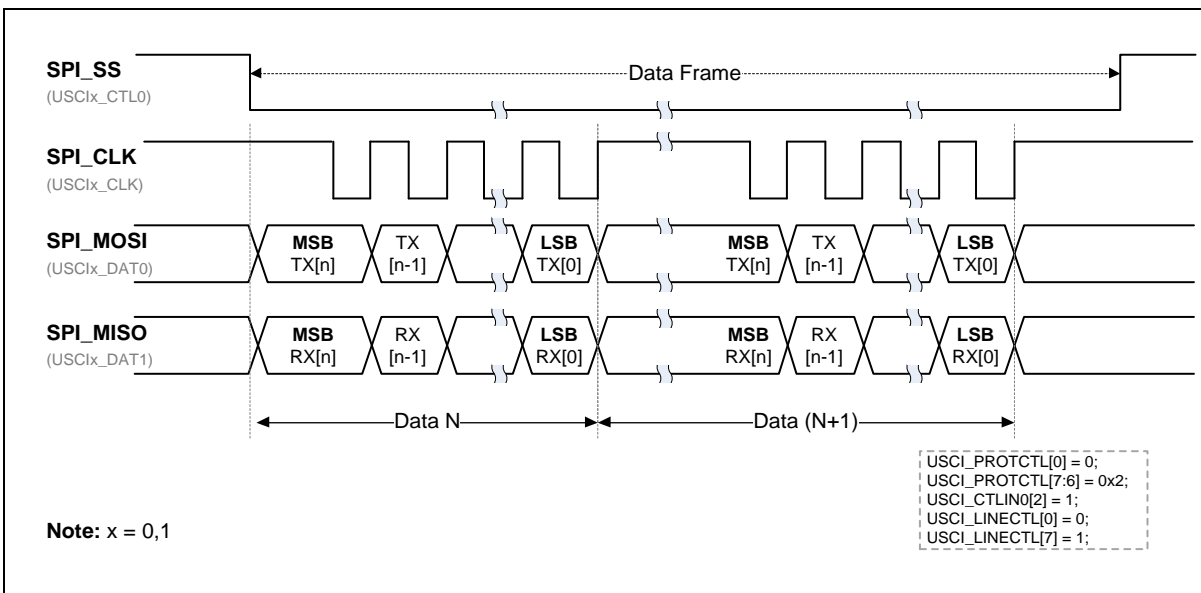 SPI_SS
(USCIx_CTL0)
Data Frame
SPI_CLK
(USCIx_CLK)
SPI_MOSI
(USCIx_DAT0)
MSB TX LSB MSB TX LSB
TX[n] [n-1] TX[0] TX[n] [n-1] TX[0]
SPI_MISO
(USCIx_DAT1)
MSB RX LSB MSB RX LSB
RX[n] [n-1] RX[0] RX[n] [n-1] RX[0]
Data N Data (N+1)
USCI_PROTCTL[0] = 0;
USCI_PROTCTL[7:6] = 0x2;
USCI_CTLIN0[2] = 1;
USCI_LINECTL[0] = 0;
USCI_LINECTL[7] = 1;
Note: x = 0,1